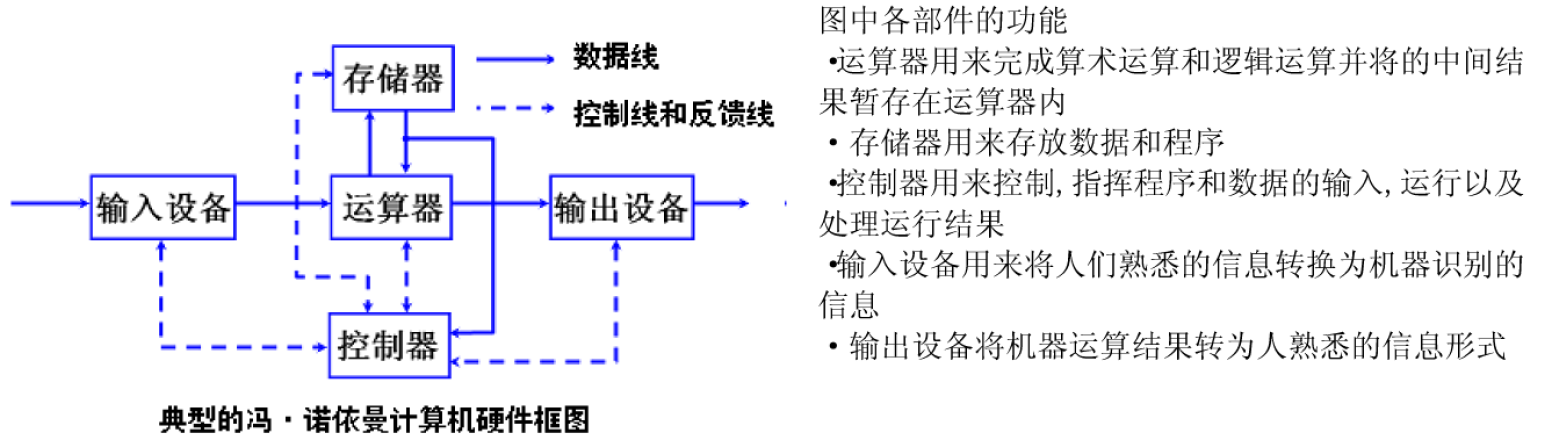 存储器
数据线
控制线和反馈线
输入设备
运算器
输出设备
控制器
典型的冯·诺依曼计算机硬件框图
图中各部件的功能
•运算器用来完成算术运算和逻辑运算并将的中间结
果暂存在运算器内
•存储器用来存放数据和程序
•控制器用来控制,指挥程序和数据的输入,运行以及
处理运行结果
•输入设备用来将人们熟悉的信息转换为机器识别的
信息
•输出设备将机器运算结果转为人熟悉的信息形式